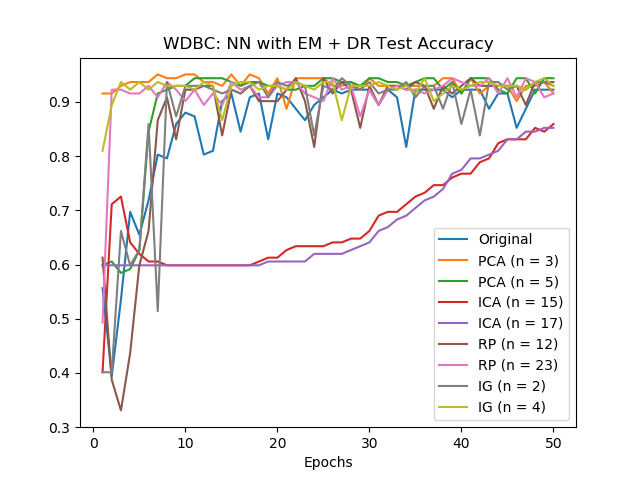 WDBC: NN with EM + DR Test Accuracy
0.9
0.8
0.7
0.6
0.5
0.4
0.3
0 10 20 30 40 50
Epochs
Original
PCA (n = 3)
PCA (n = 5)
ICA (n = 15)
ICA (n = 17)
RP (n = 12)
RP (n = 23)
IG (n = 2)
IG (n = 4)